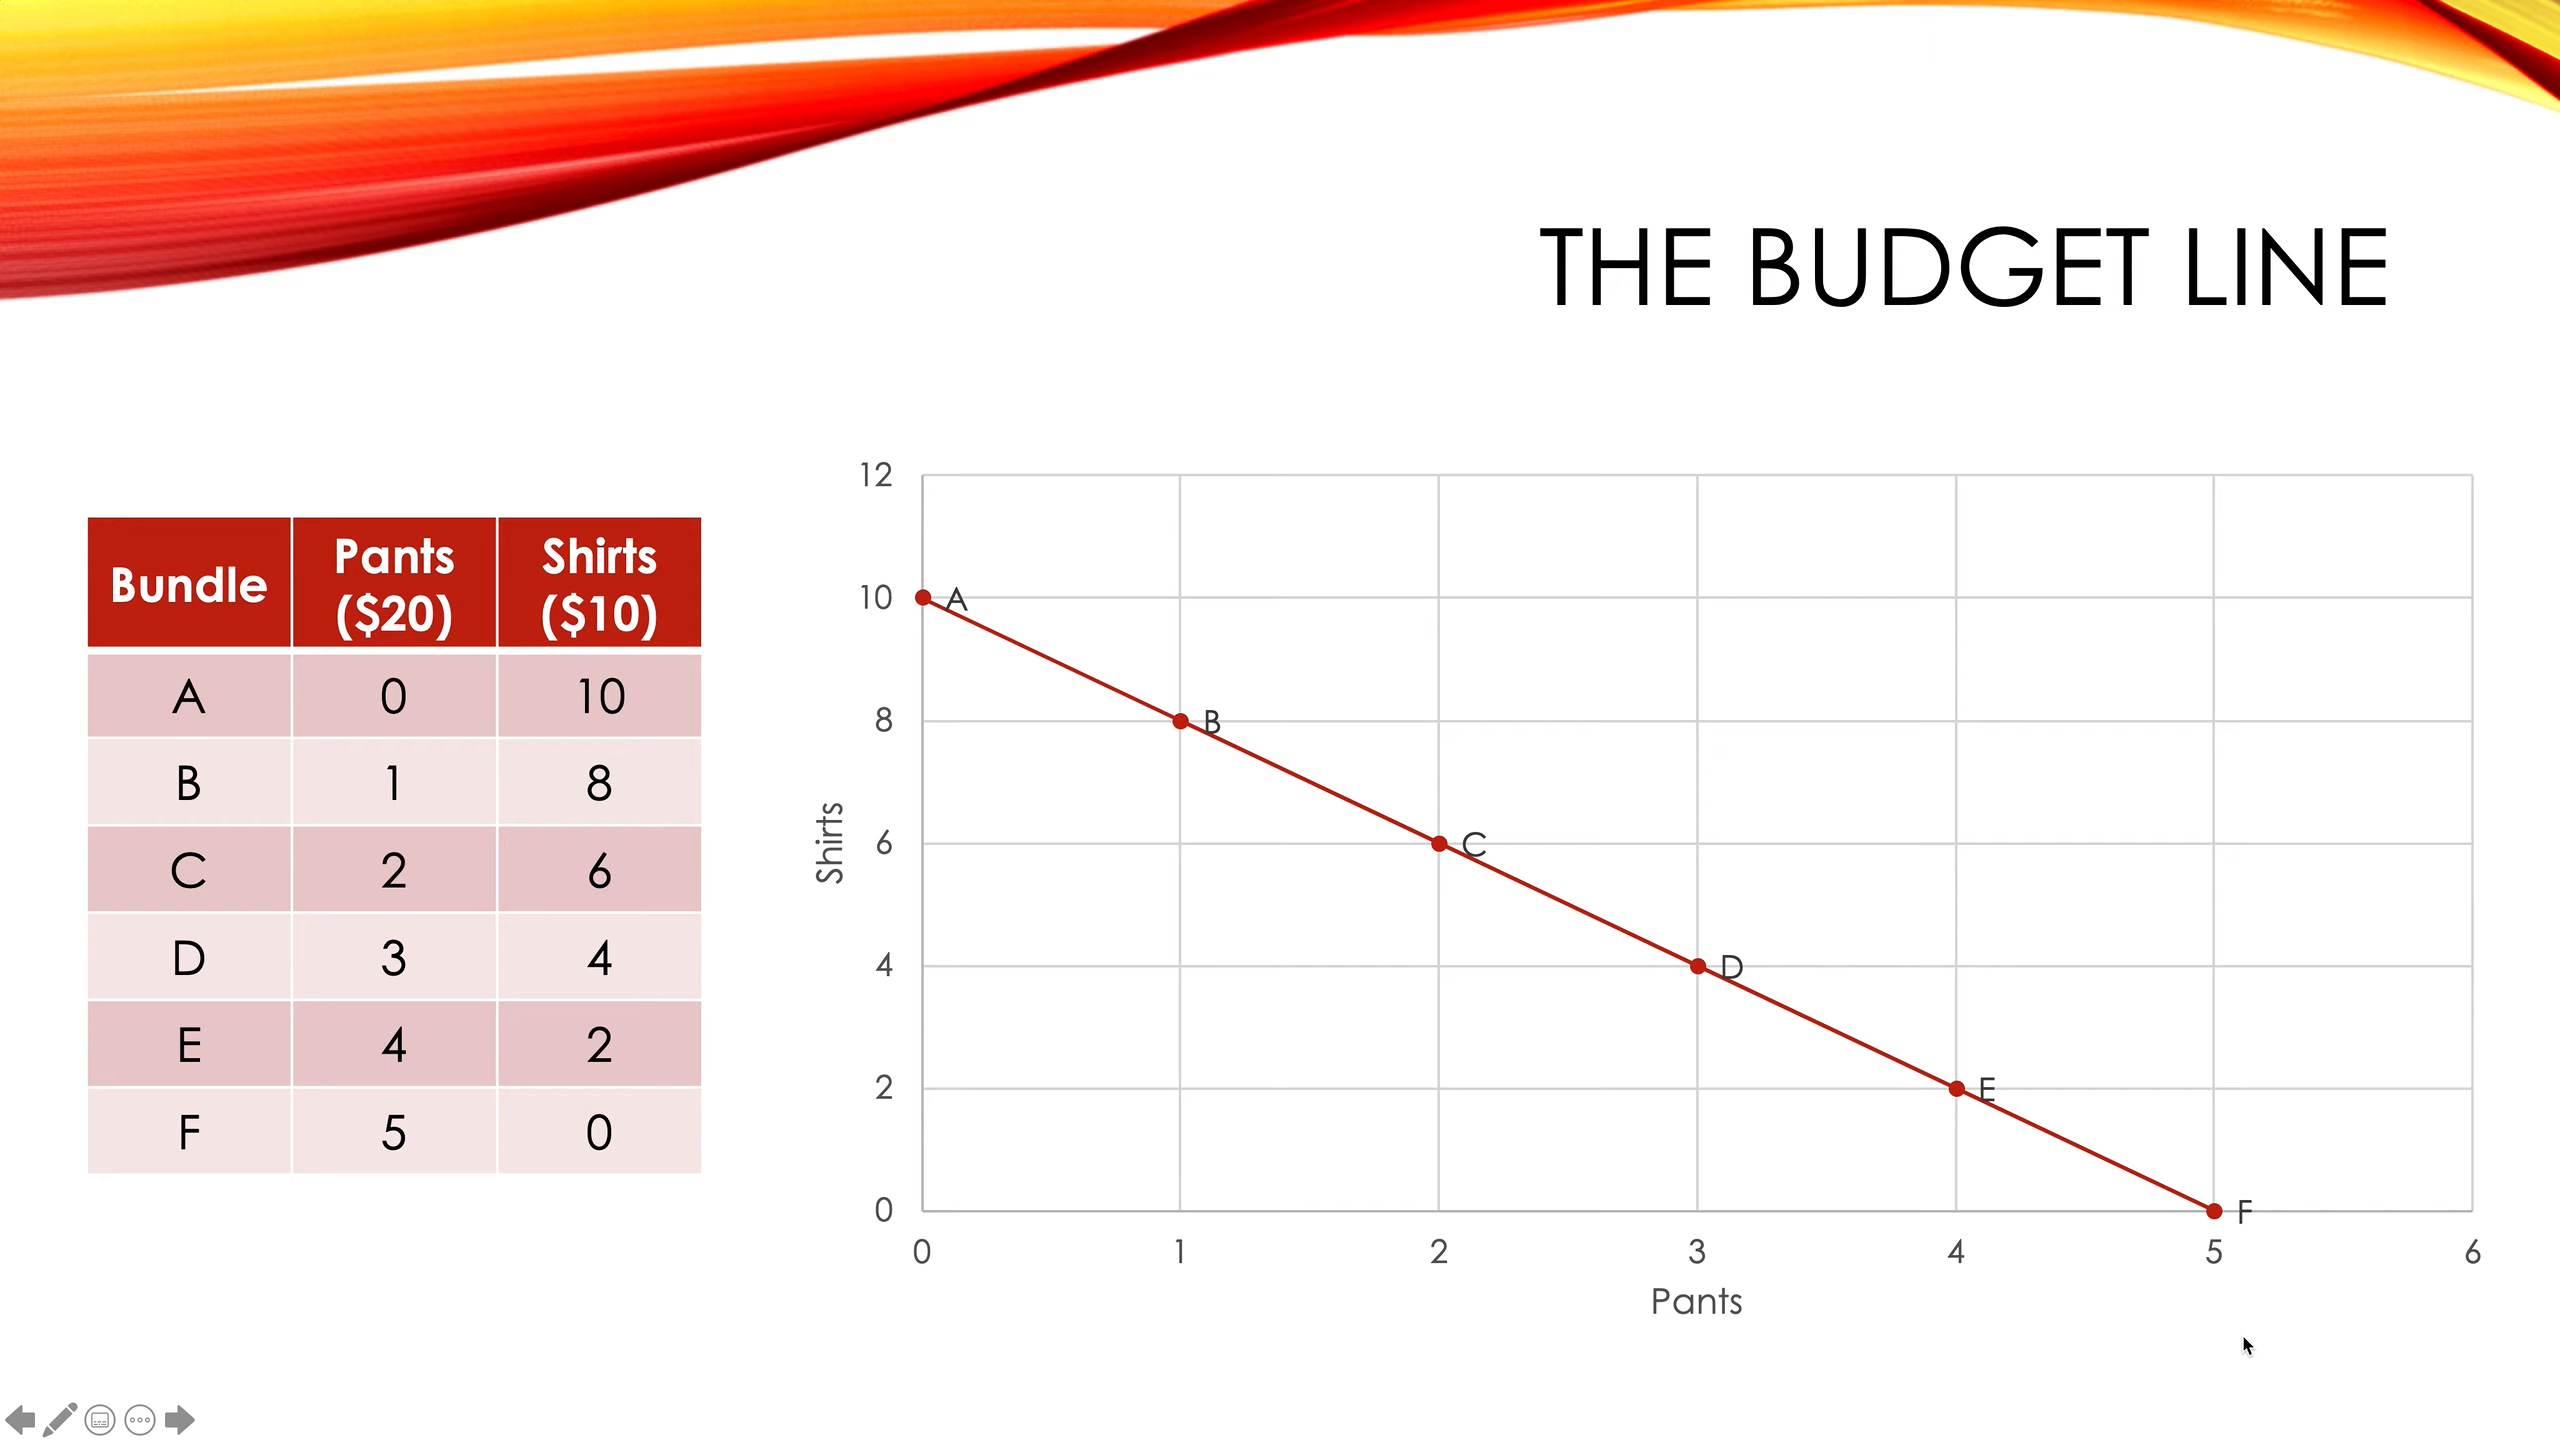 THE BUDGET LINE
Bundle Pants ($20) Shirts ($10)
A 0 10
B 1 8
C 2 6
D 3 4
E 4 2
F 5 0
12
10
8
6
4
2
0
Shirts
A
B
C
D
E
F
0 1 2 3 4 5 6
Pants